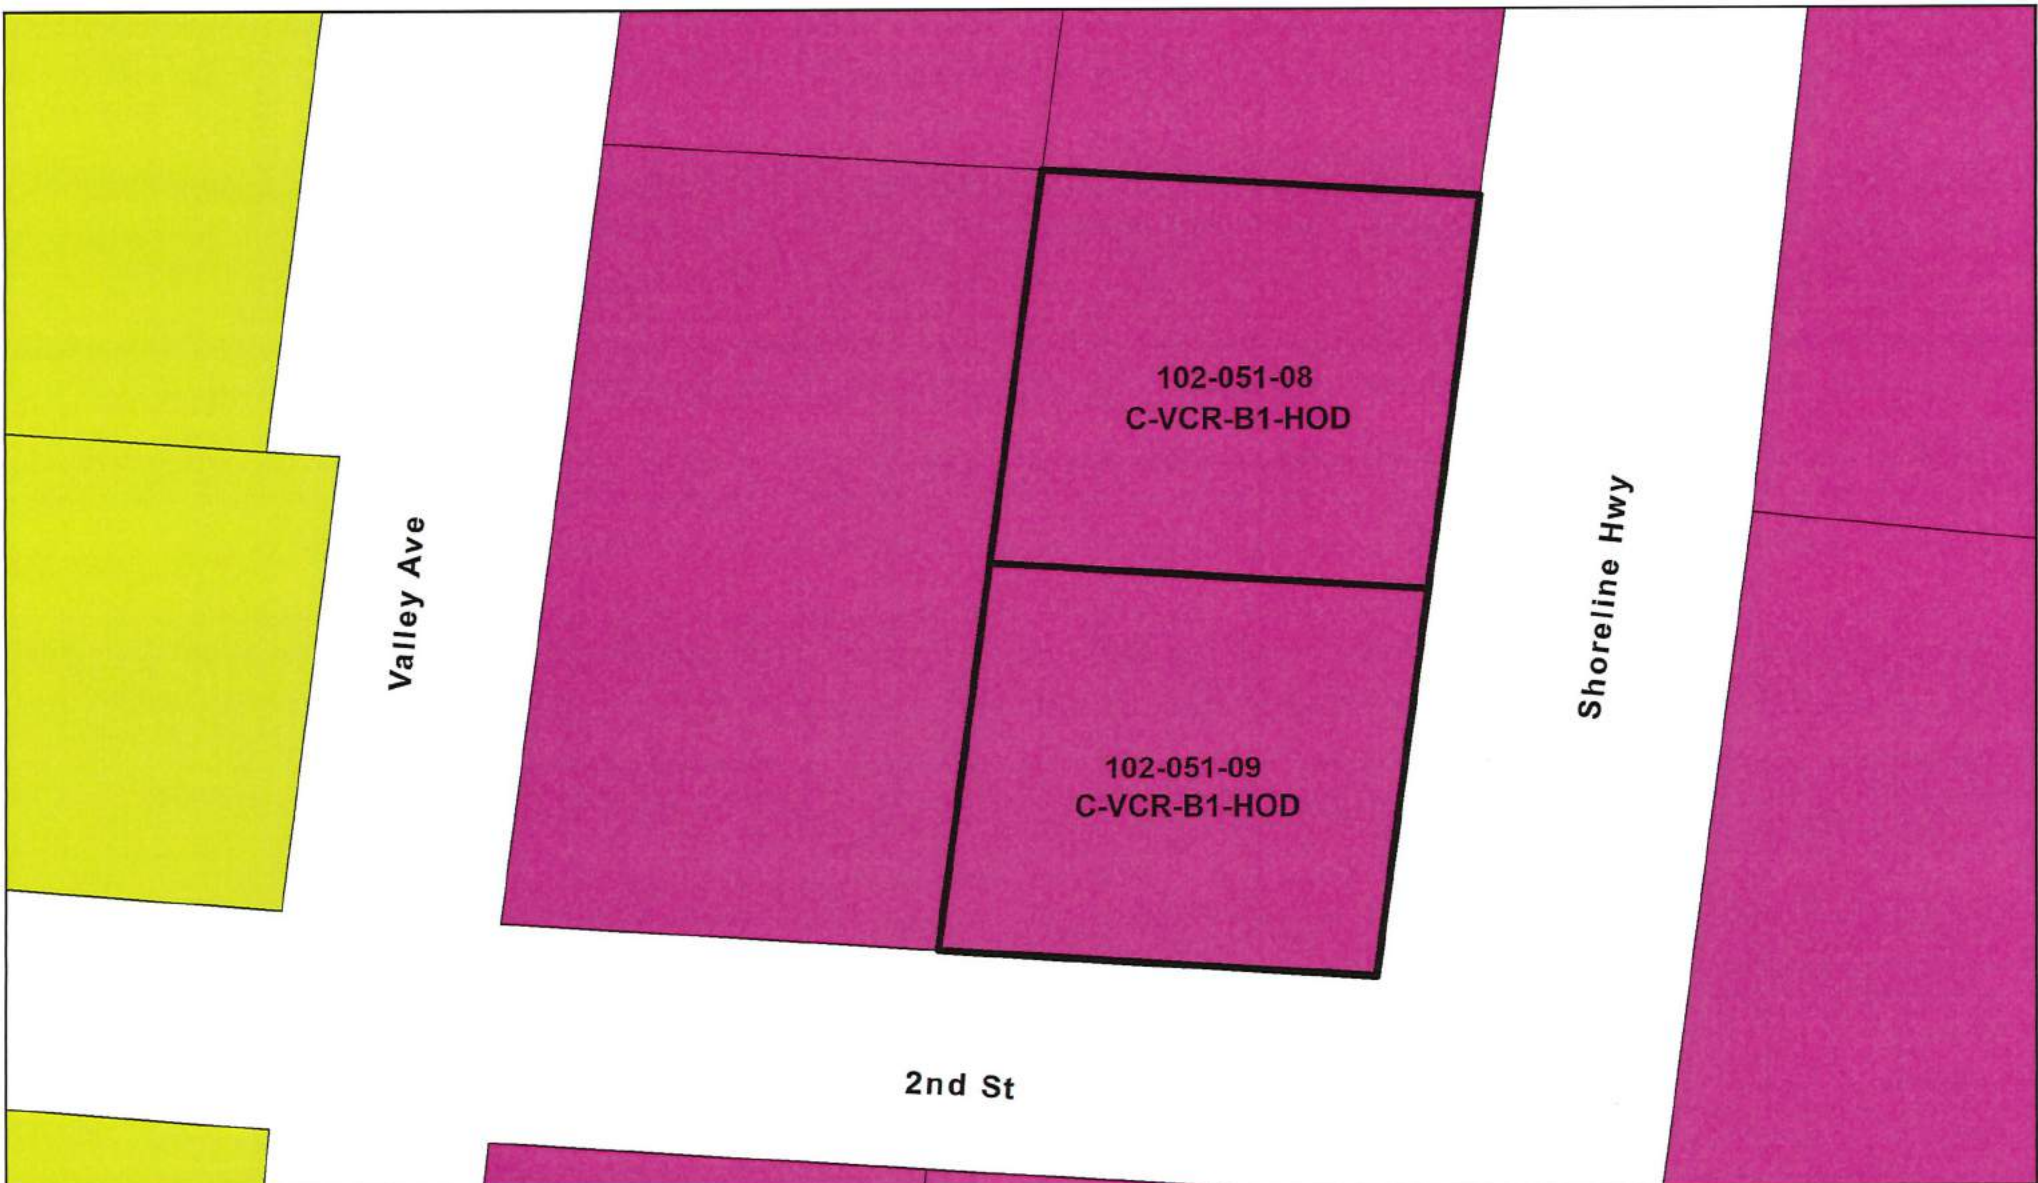 102-051-08
C-VCR-B1-HOD
Valley Ave
Shoreline Hwy
102-051-09
C-VCR-B1-HOD
2nd St